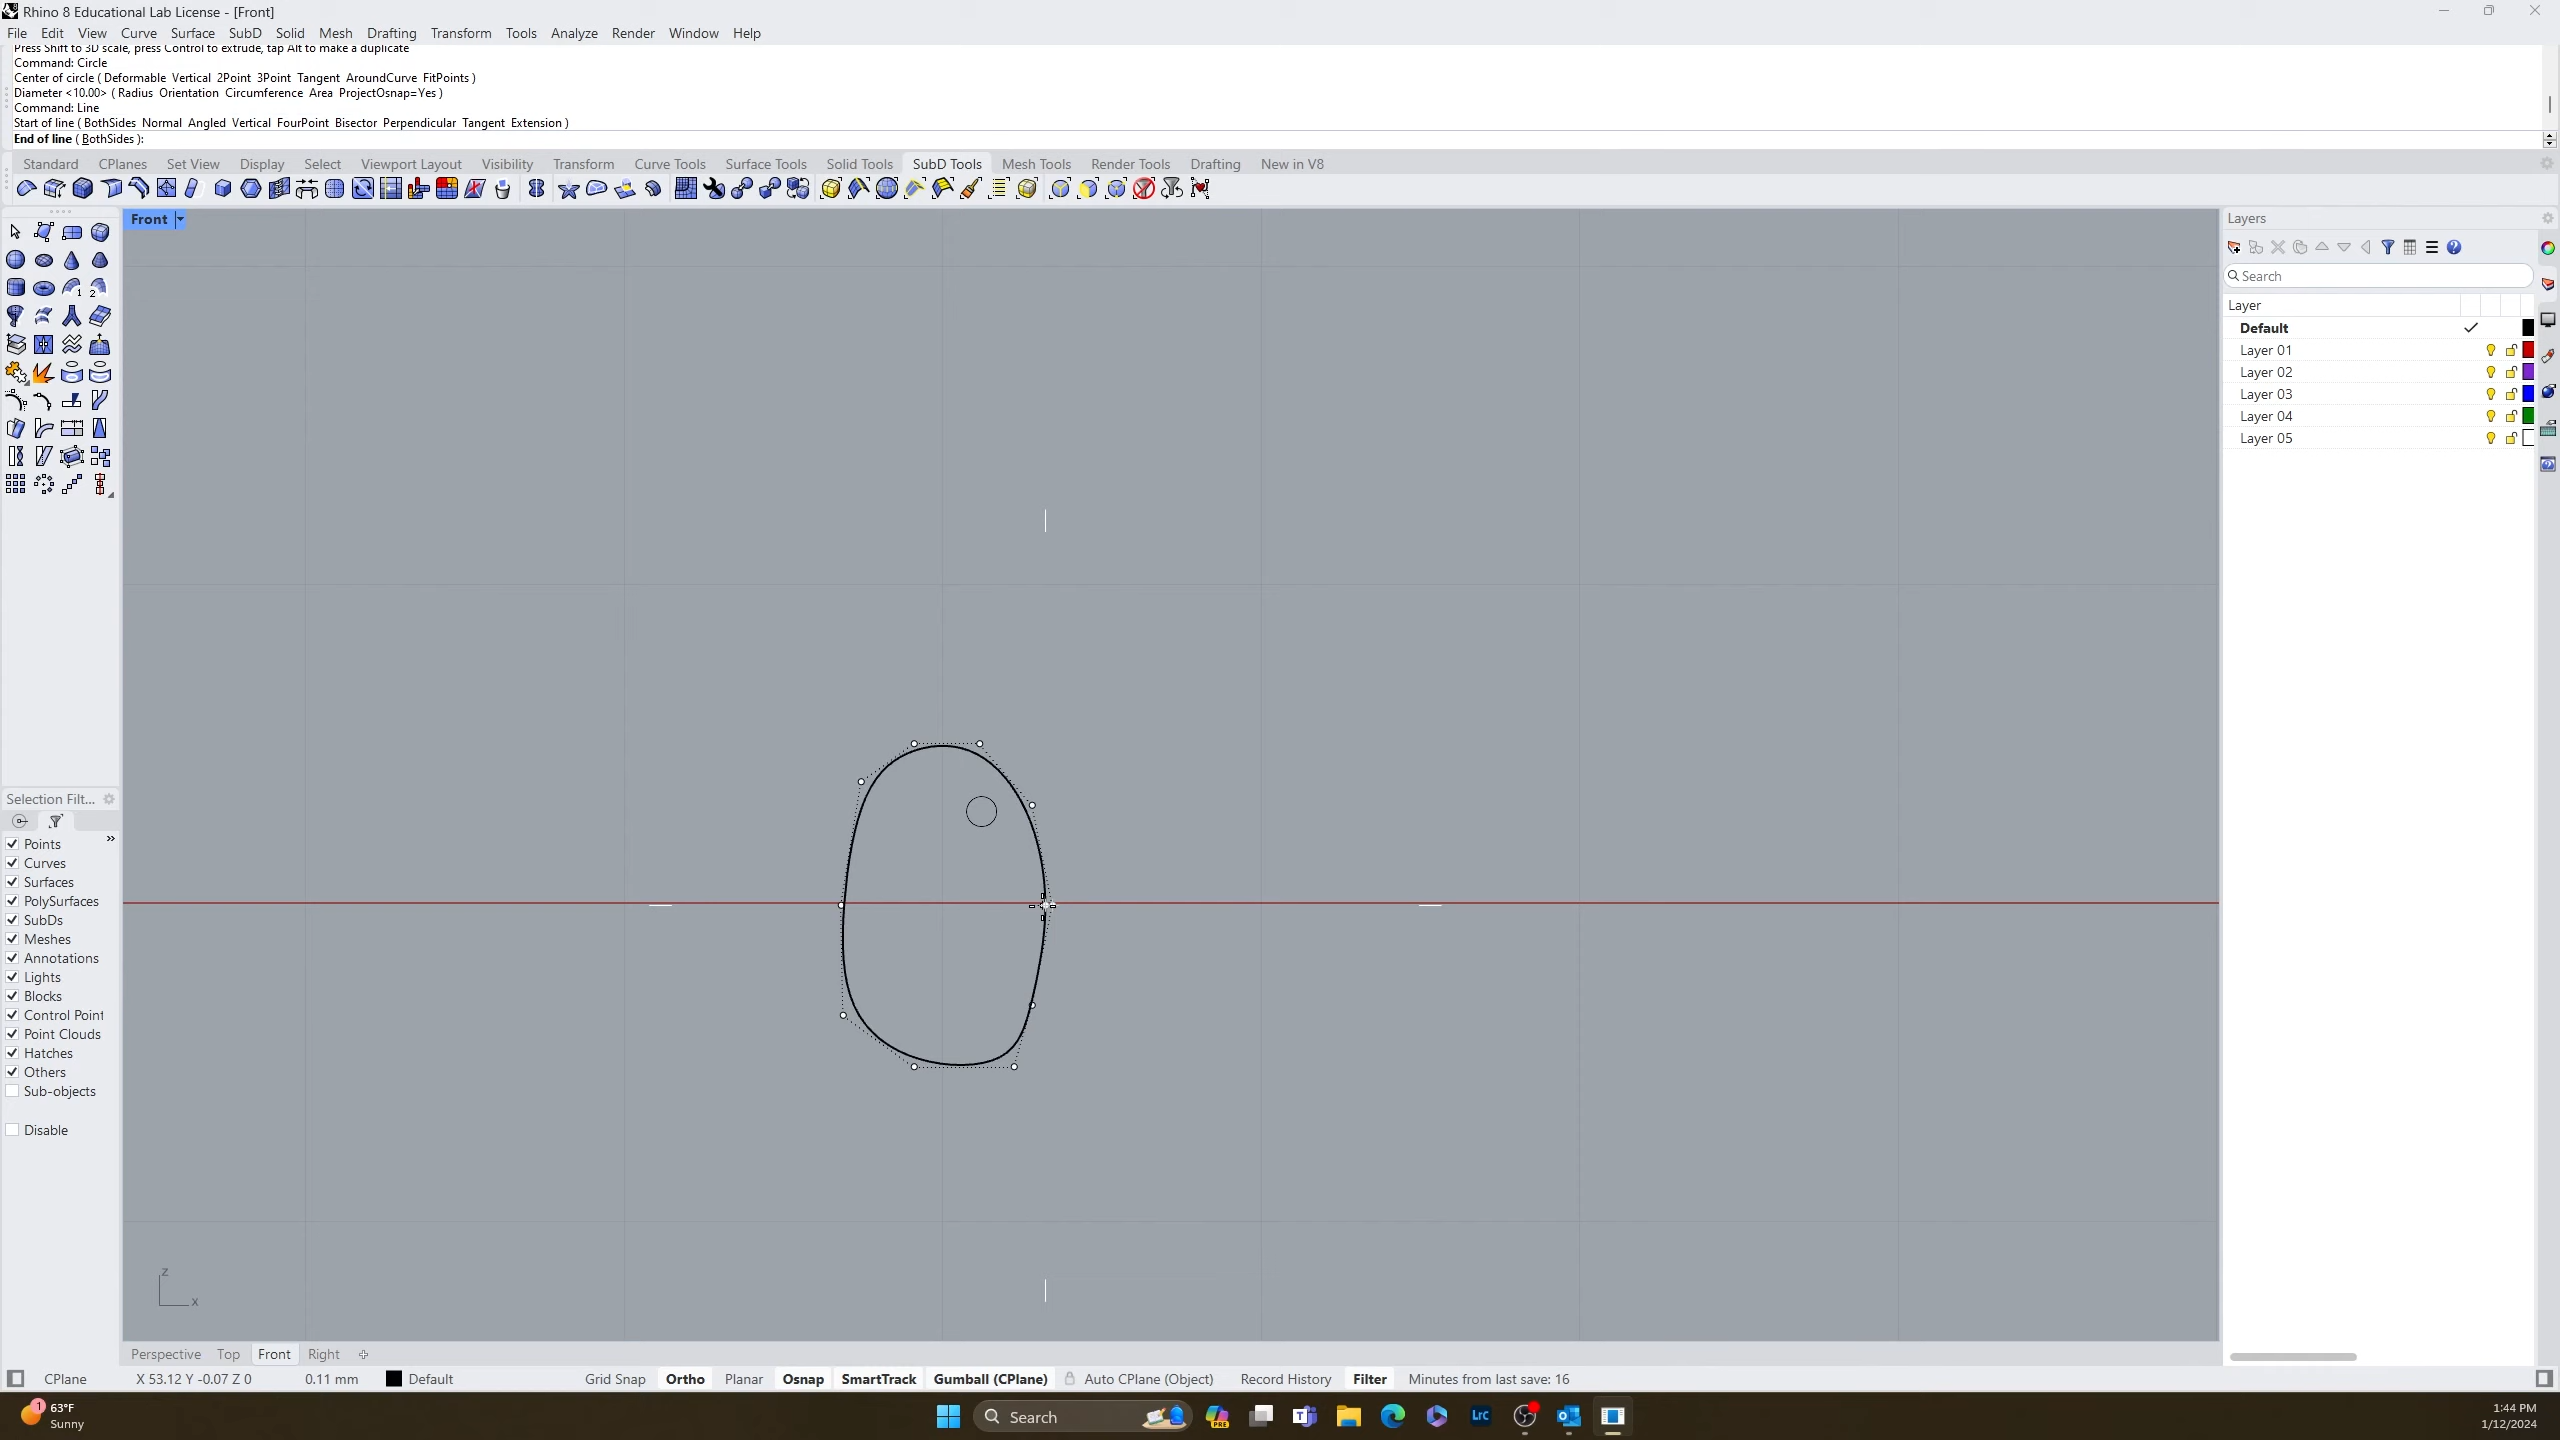 Rhino 8 Educational Lab License - [Front]
File Edit View Curve Surface SubD Solid Mesh Drafting Transform Tools Analyze Render Window Help
Press Shift to 3D scale, press Control to extrude, tap Alt to make a duplicate
Command: Circle
Center of circle ( Deformable Vertical 2Point 3Point Tangent AroundCurve FitPoints )
Diameter <10.00> ( Radius Orientation Circumference Area ProjectOsnap=Yes )
Command: Line
Start of line ( BothSides Normal Angled Vertical FourPoint Bisector Perpendicular Tangent Extension )
End of line ( BothSides ):
Standard CPlanes Set View Display Select Viewport Layout Visibility Transform Curve Tools Surface Tools Solid Tools SubD Tools Mesh Tools Render Tools Drafting New in V8
Front
Layers
Search
Layer
Default
Layer 01
Layer 02
Layer 03
Layer 04
Layer 05
Selection Filt...
Points
Curves
Surfaces
PolySurfaces
SubDs
Meshes
Annotations
Lights
Blocks
Control Point
Point Clouds
Hatches
Others
Sub-objects
Disable
z
x
Perspective Top Front Right
CPlane X 53.12 Y -0.07 Z 0 0.11 mm Default Grid Snap Ortho Planar Osnap SmartTrack Gumball (CPlane) Auto CPlane (Object) Record History Filter Minutes from last save: 16
1
63°F
Sunny
Search
PRE
Lrc
1:44 PM
1/12/2024